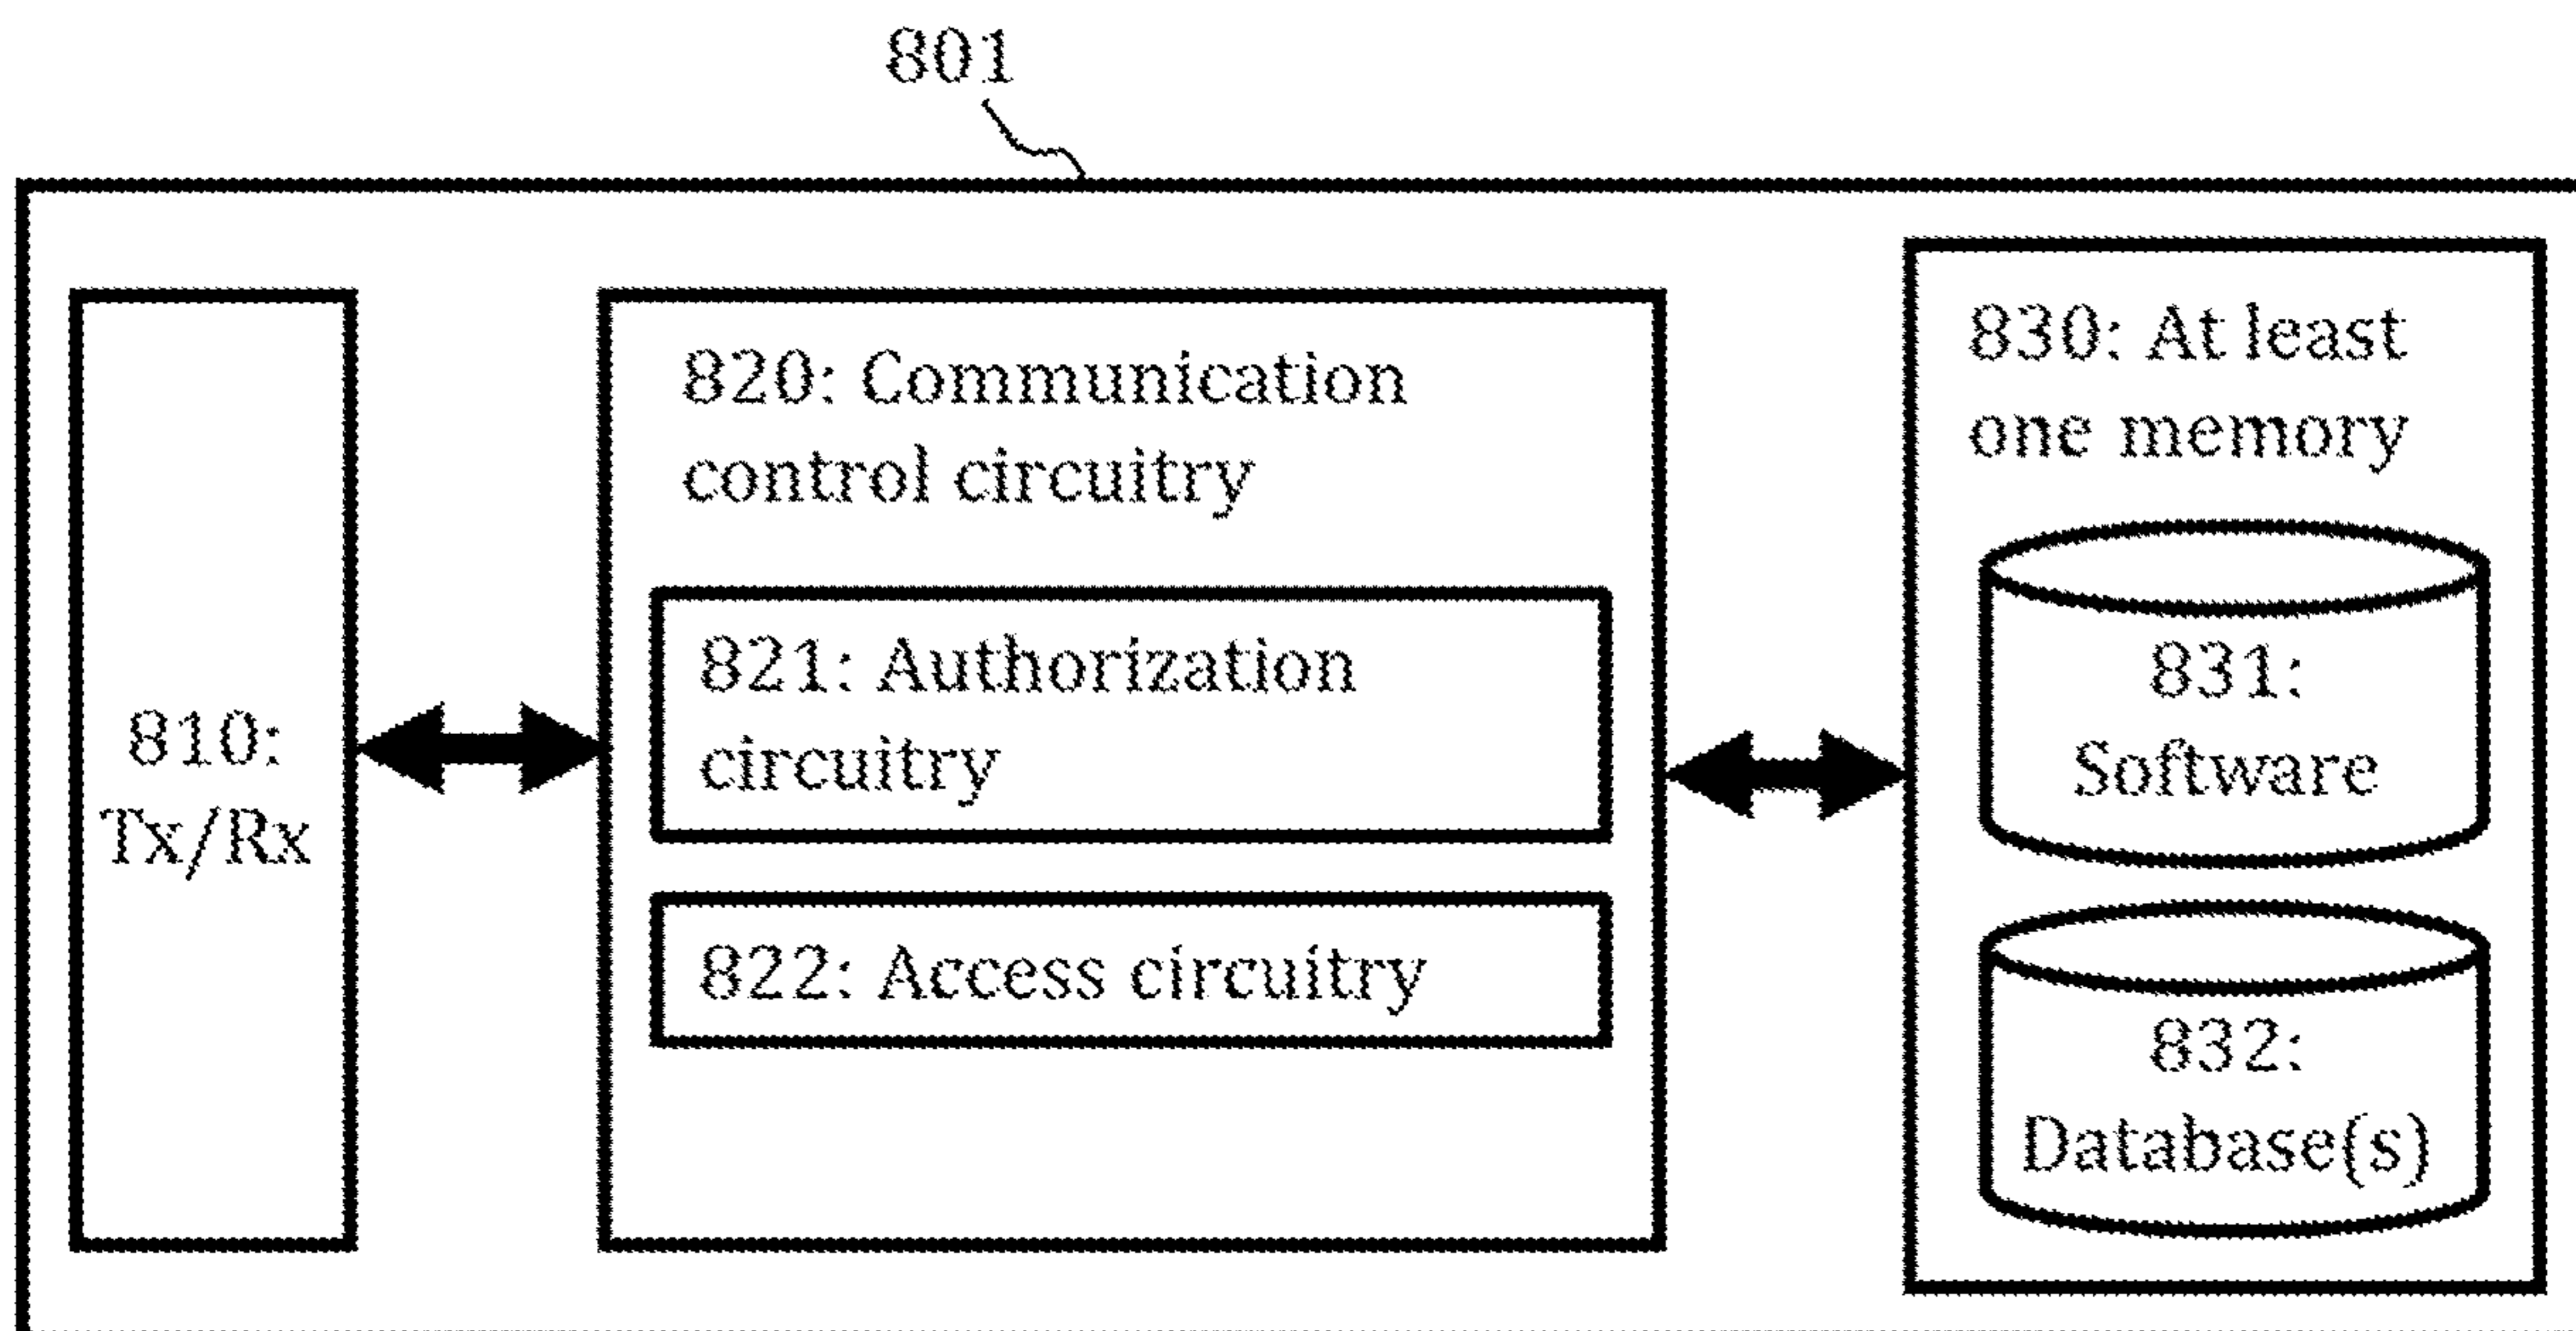 801
810:
Tx/Rx
820: Communication
control circuitry
821: Authorization
circuitry
822: Access circuitry
830: At least
one memory
831:
Software
832:
Database(s)